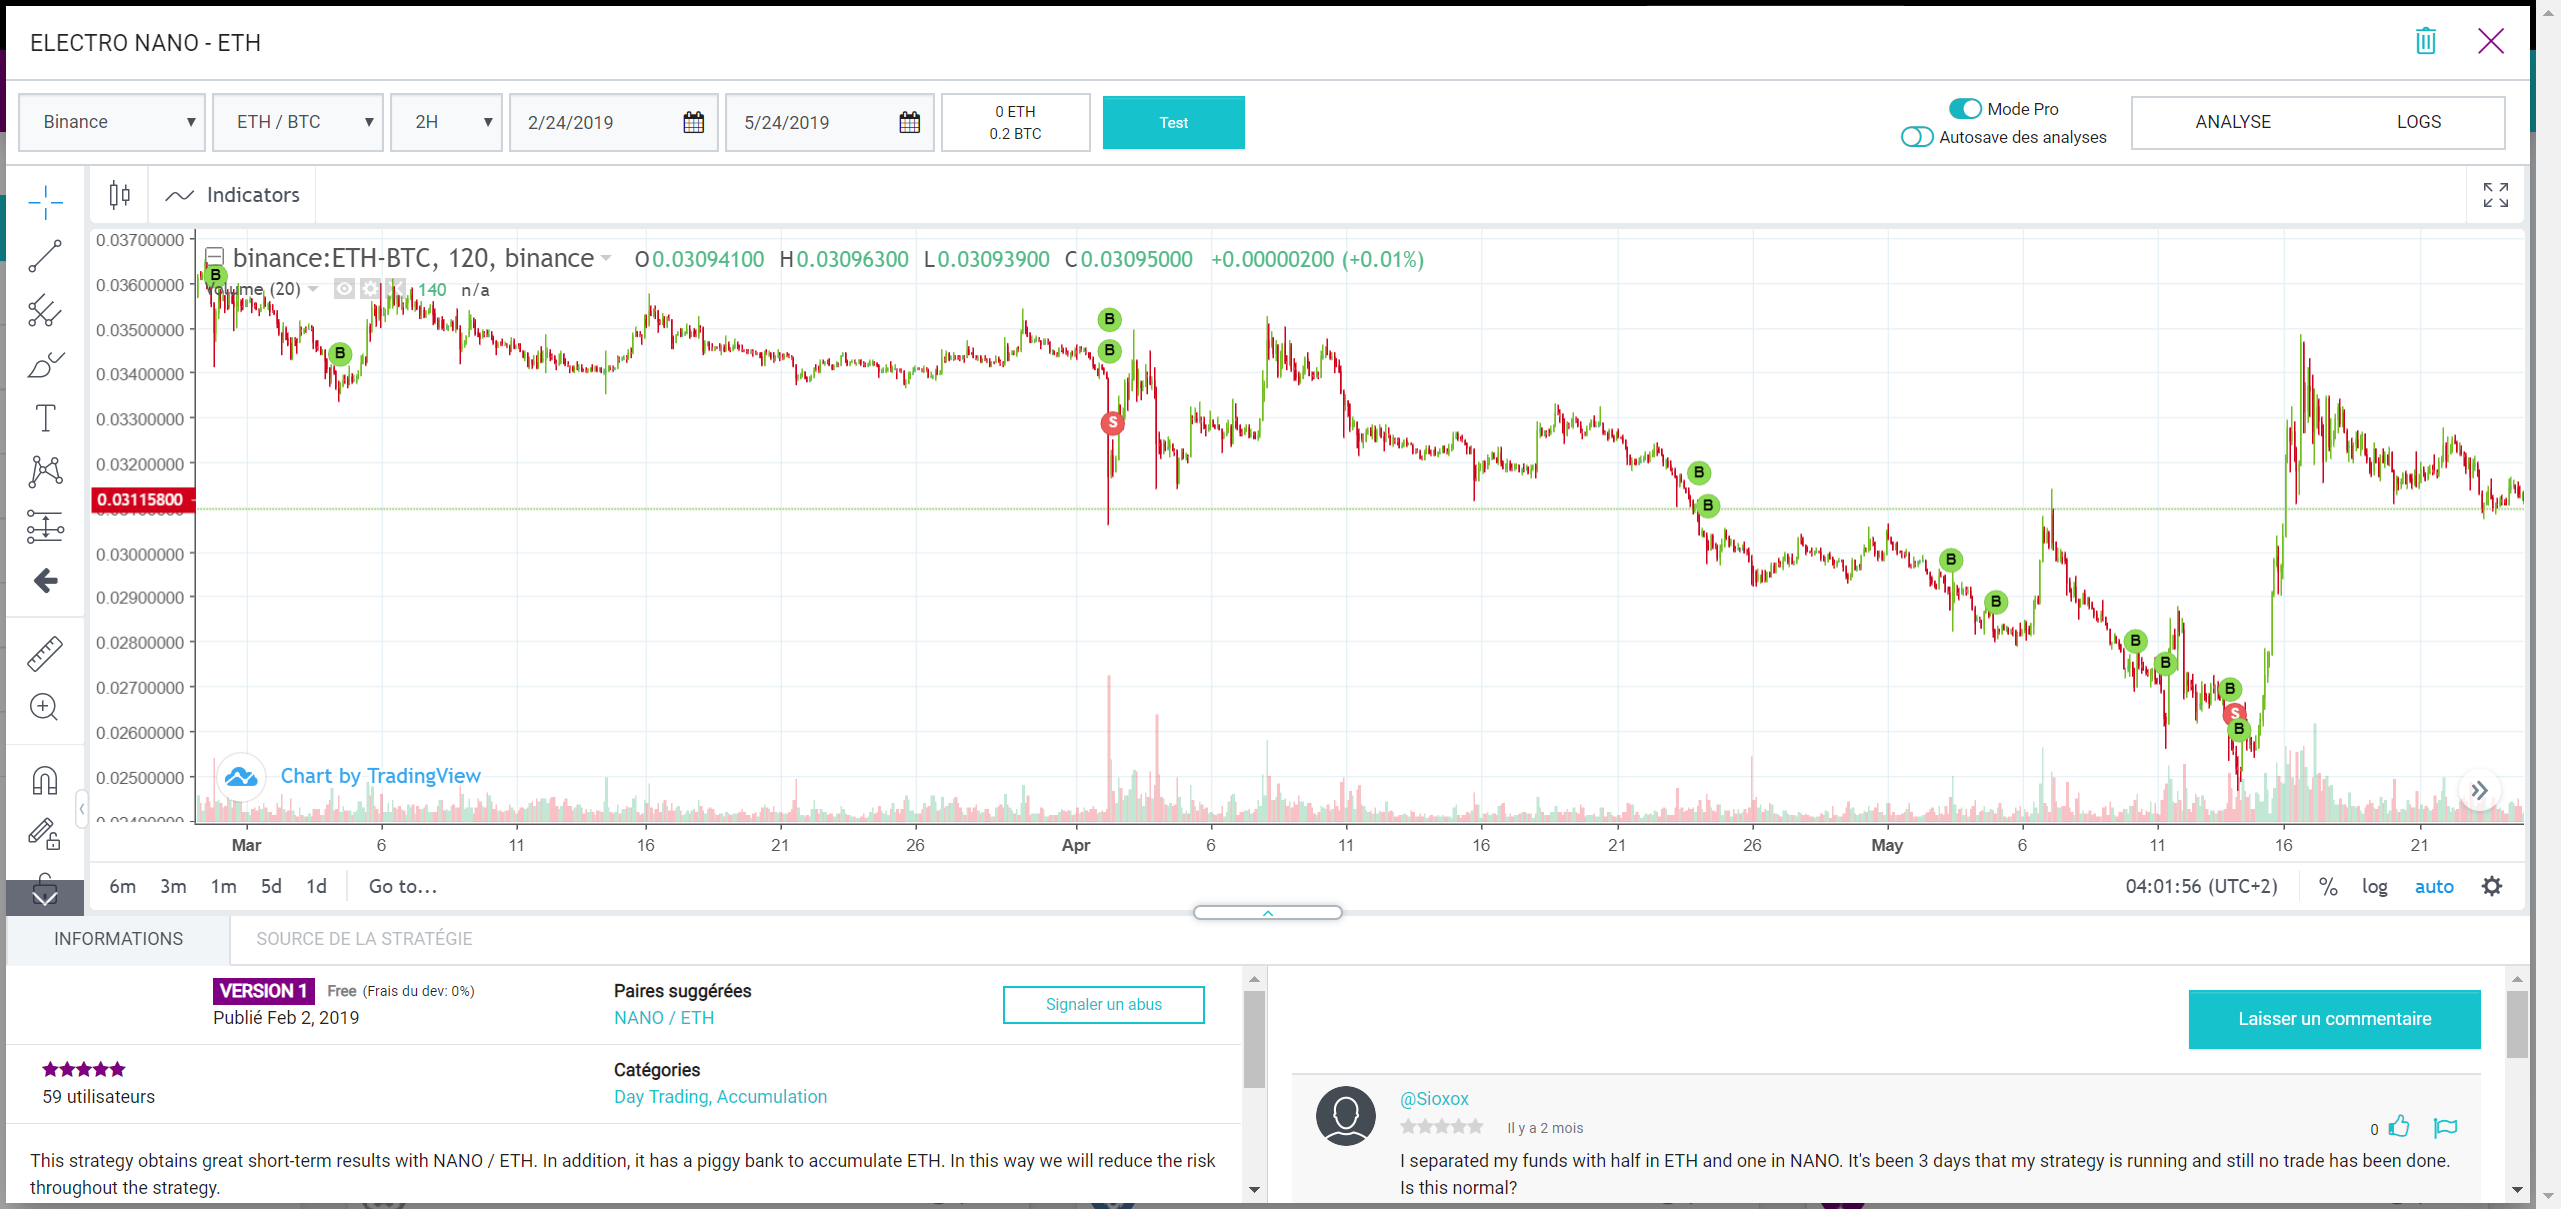 ELECTRO NANO - ETH
Binance
ETH / BTC
2H
2/24/2019
5/24/2019
0 ETH
0.2 BTC
Test
Mode Pro
Autosave des analyses
ANALYSE
LOGS
Indicators
binance:ETH-BTC, 120, binance O0.03094100 H0.03096300 L0.03093900 C0.03095000 +0.00000200 (+0.01%)
Volume (20) 140 n/a
0.03700000
0.03600000
0.03500000
0.03400000
0.03300000
0.03200000
0.03115800
0.03000000
0.02900000
0.02800000
0.02700000
0.02600000
0.02500000
0.02400000
B
B
B
B
S
B
B
B
B
B
B
B
S
B
Chart by TradingView
Mar 6 11 16 21 26 Apr 6 11 16 21 26 May 6 11 16 21
6m 3m 1m 5d 1d Go to...
04:01:56 (UTC+2) % log auto
INFORMATIONS
SOURCE DE LA STRATÉGIE
VERSION 1 Free (Frais du dev: 0%)
Publié Feb 2, 2019
Paires suggérées
NANO / ETH
Signaler un abus
59 utilisateurs
Catégories
Day Trading, Accumulation
This strategy obtains great short-term results with NANO / ETH. In addition, it has a piggy bank to accumulate ETH. In this way we will reduce the risk
throughout the strategy.
Laisser un commentaire
@Sioxox
Il y a 2 mois
0
I separated my funds with half in ETH and one in NANO. It's been 3 days that my strategy is running and still no trade has been done.
Is this normal?